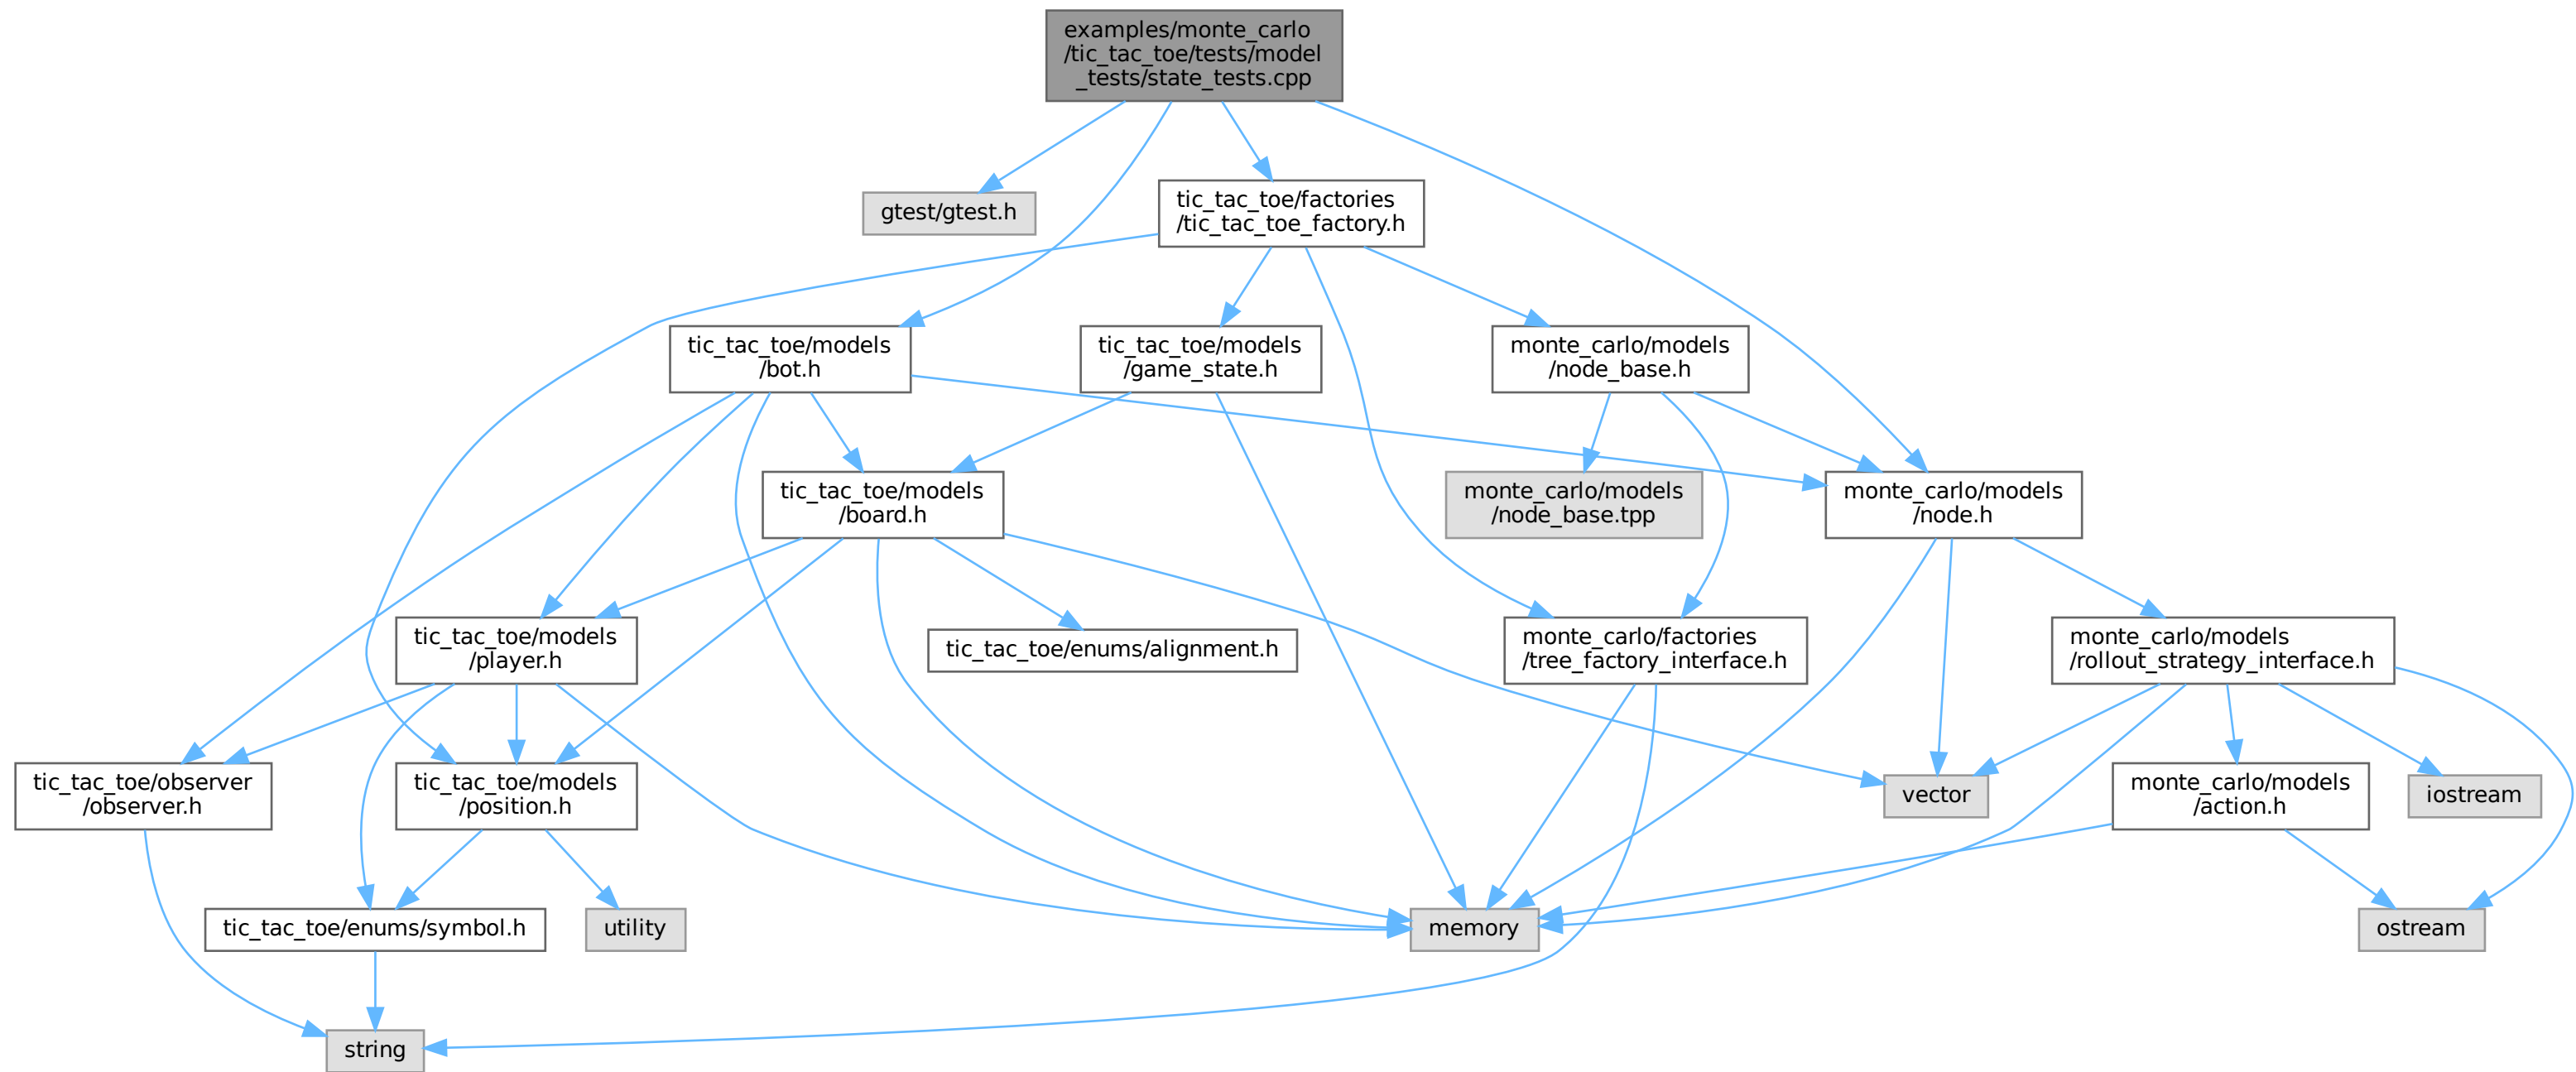 examples/monte_carlo
/tic_tac_toe/tests/model
_tests/state_tests.cpp
gtest/gtest.h
tic_tac_toe/factories
/tic_tac_toe_factory.h
tic_tac_toe/models
/bot.h
tic_tac_toe/models
/game_state.h
monte_carlo/models
/node_base.h
tic_tac_toe/models
/board.h
monte_carlo/models
/node_base.tpp
monte_carlo/models
/node.h
tic_tac_toe/models
/player.h
tic_tac_toe/enums/alignment.h
monte_carlo/factories
/tree_factory_interface.h
monte_carlo/models
/rollout_strategy_interface.h
tic_tac_toe/observer
/observer.h
tic_tac_toe/models
/position.h
vector
monte_carlo/models
/action.h
iostream
tic_tac_toe/enums/symbol.h
utility
memory
ostream
string